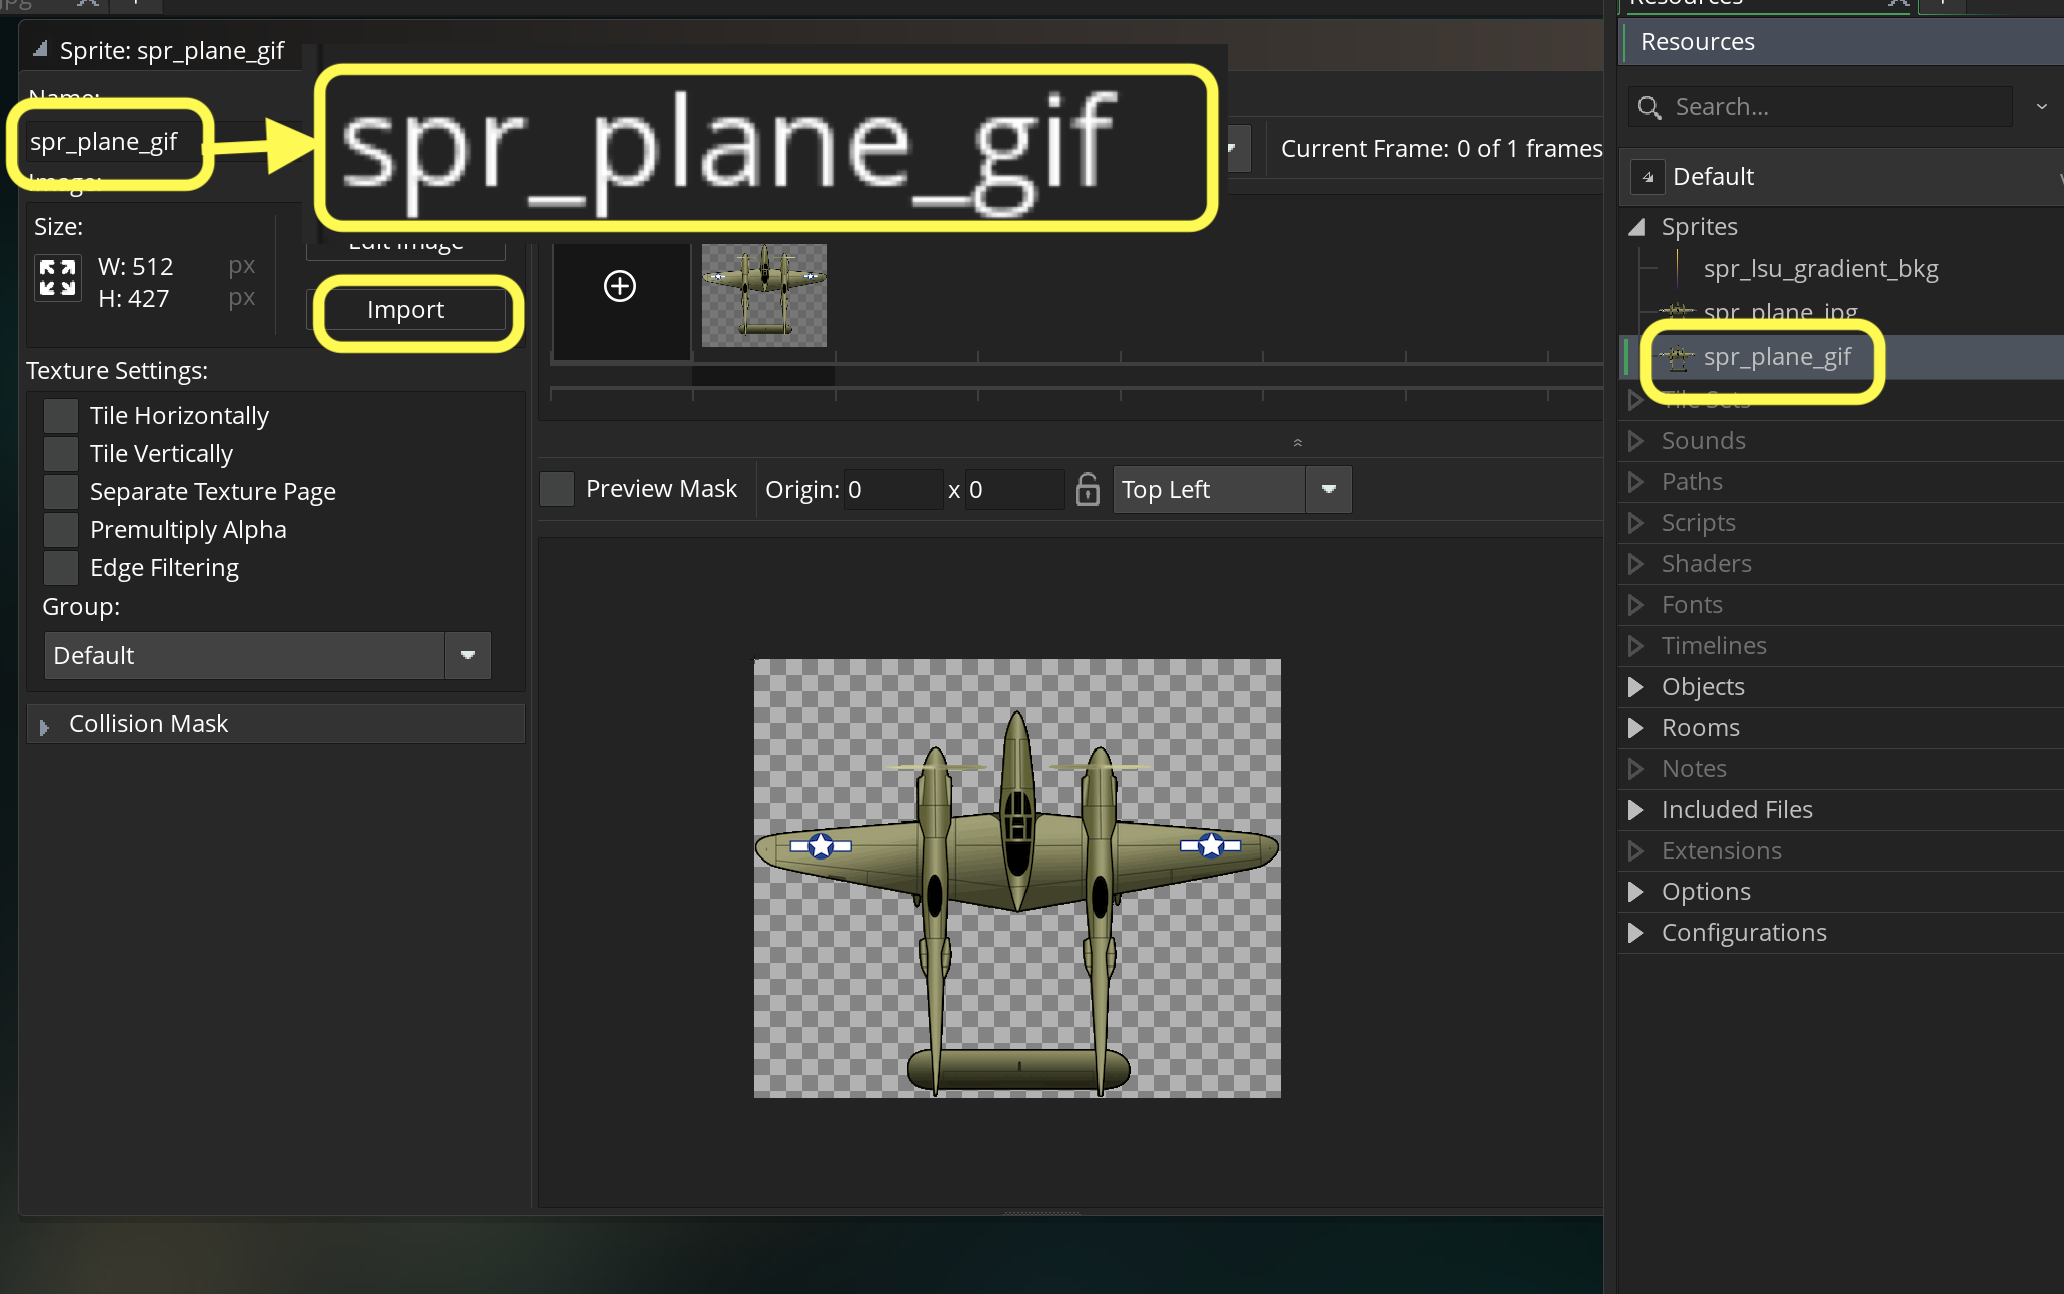 jpg
Resources
Sprite: spr_plane_gif
Resources
Name:
spr_plane_gif
spr_plane_gif
Search...
Current Frame: 0 of 1 frames
Image:
Default
Size:
W: 512 px
H: 427 px
Edit Image
Import
Sprites
spr_lsu_gradient_bkg
spr_plane_jpg
spr_plane_gif
Tile Sets
Sounds
Paths
Scripts
Shaders
Fonts
Timelines
Objects
Rooms
Notes
Included Files
Extensions
Options
Configurations
Texture Settings:
Tile Horizontally
Tile Vertically
Separate Texture Page
Premultiply Alpha
Edge Filtering
Group:
Default
Collision Mask
Preview Mask Origin: 0 x 0 Top Left